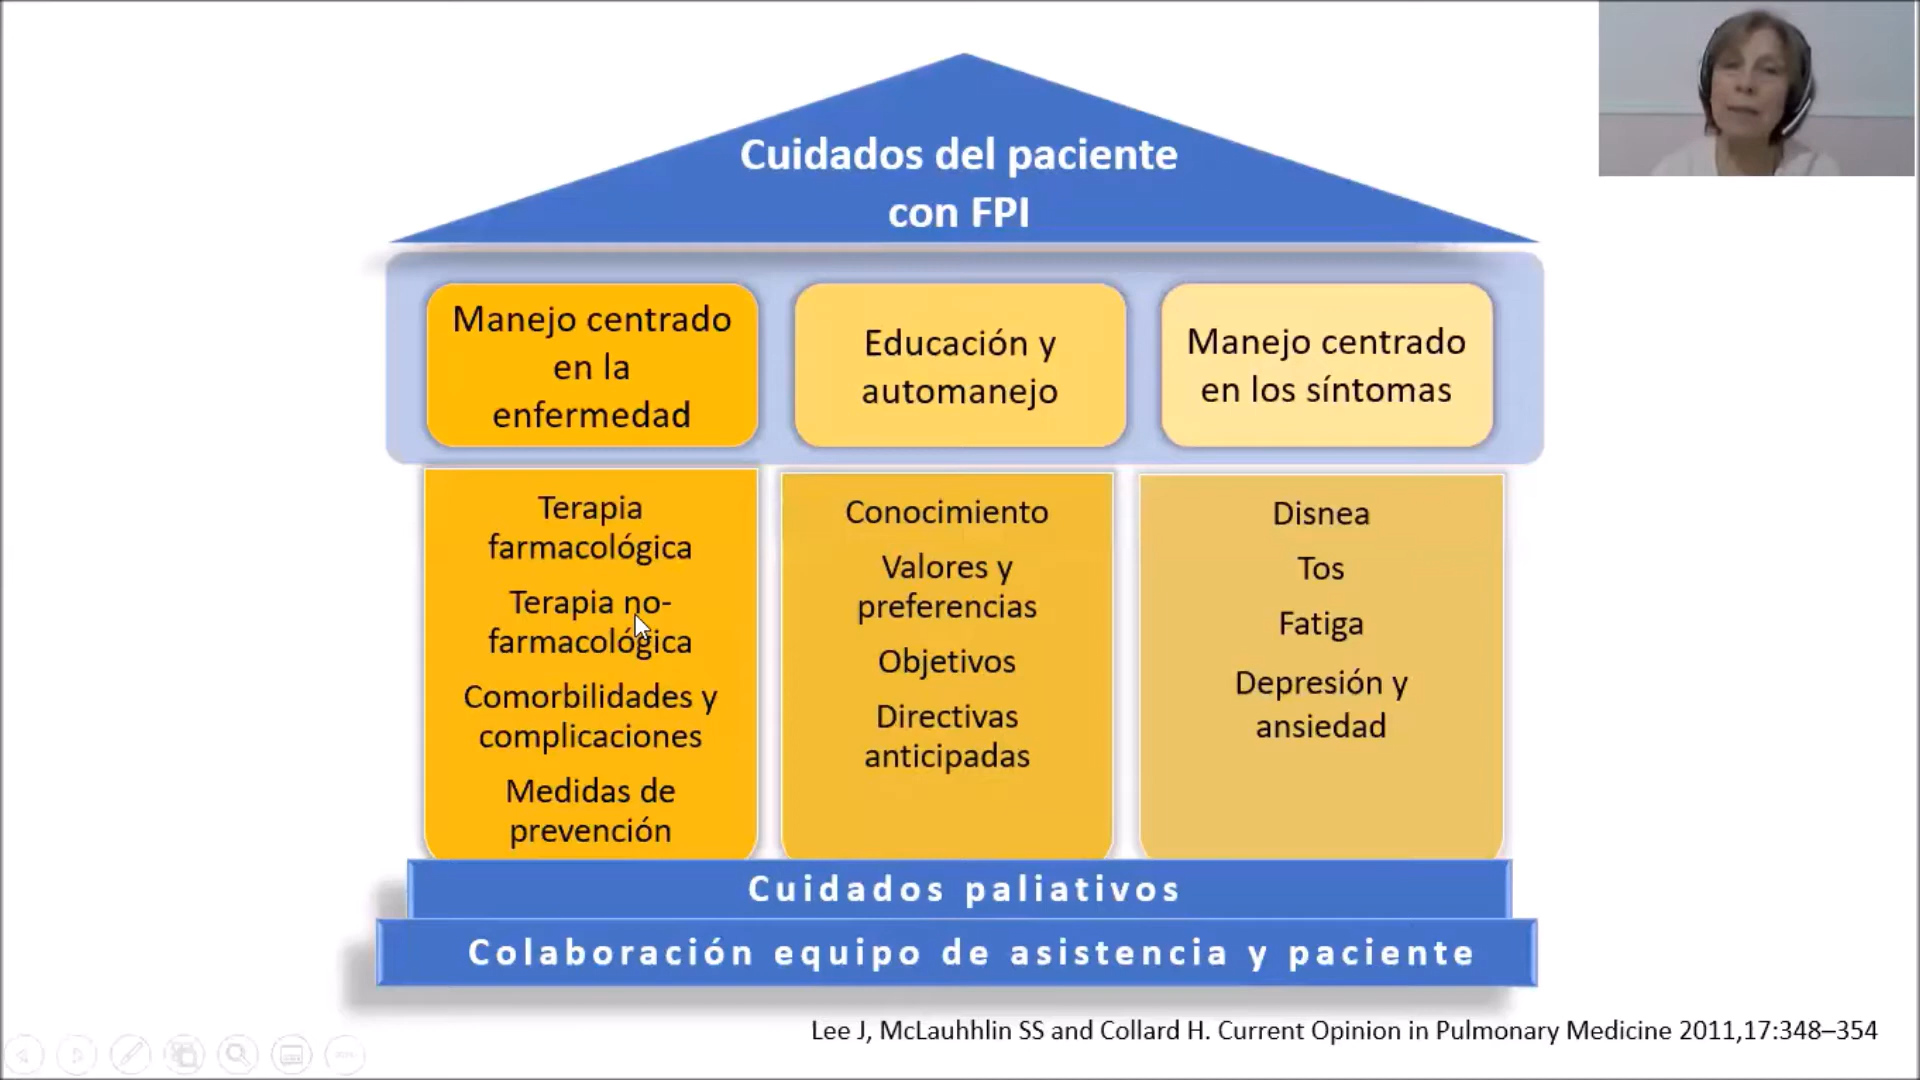 Cuidados del paciente
con FPI
Manejo centrado
en la
enfermedad
Educación y
automanejo
Manejo centrado
en los síntomas
Terapia
farmacológica
Terapia no-
farmacológica
Comorbilidades y
complicaciones
Medidas de
prevención
Conocimiento
Valores y
preferencias
Objetivos
Directivas
anticipadas
Disnea
Tos
Fatiga
Depresión y
ansiedad
Cuidados paliativos
Colaboración equipo de asistencia y paciente
Lee J, McLauhhlin SS and Collard H. Current Opinion in Pulmonary Medicine 2011,17:348–354